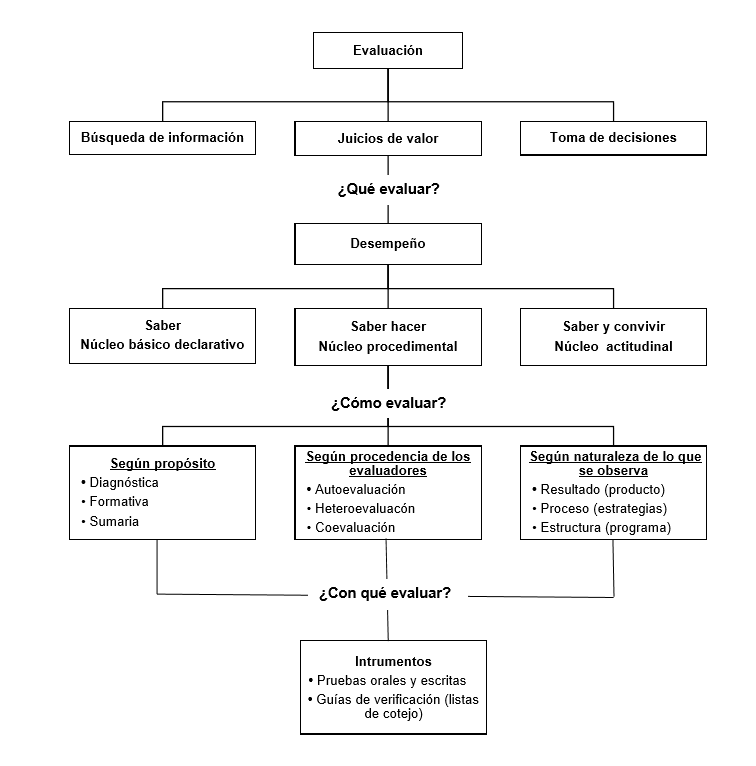 Evaluación
Búsqueda de información
Juicios de valor
Toma de decisiones
¿Qué evaluar?
Desempeño
Saber
Núcleo básico declarativo
Saber hacer
Núcleo procedimental
Saber y convivir
Núcleo actitudinal
¿Cómo evaluar?
Según propósito
• Diagnóstica
• Formativa
• Sumaria
Según procedencia de los
evaluadores
• Autoevaluación
• Heteroevaluacón
• Coevaluación
Según naturaleza de lo que
se observa
• Resultado (producto)
• Proceso (estrategias)
• Estructura (programa)
¿Con qué evaluar?
Intrumentos
• Pruebas orales y escritas
• Guías de verificación (listas
de cotejo)